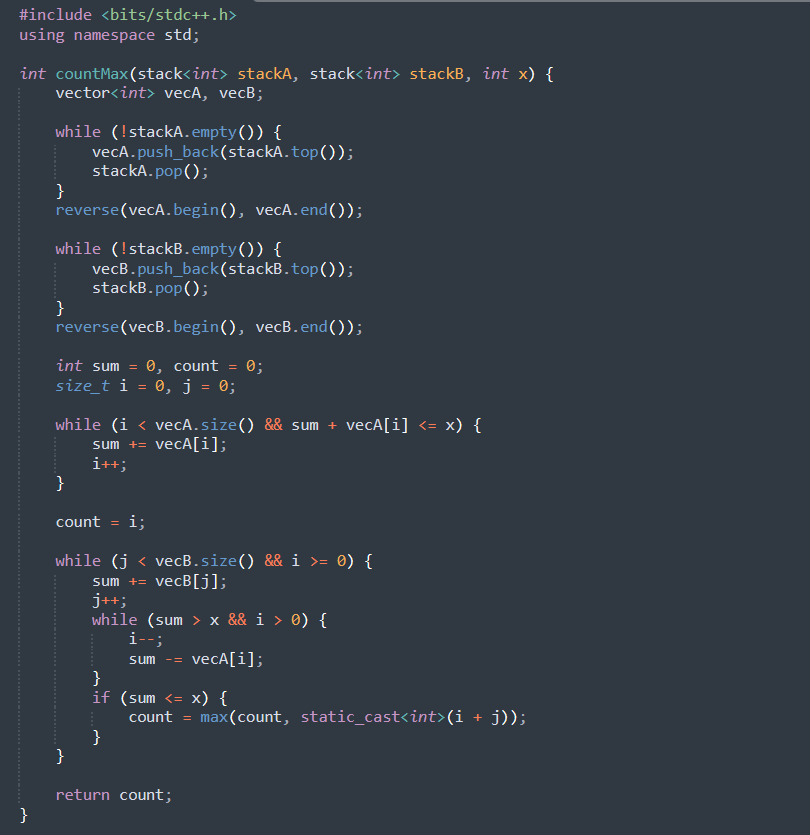 #include <bits/stdc++.h>
using namespace std;

int countMax(stack<int> stackA, stack<int> stackB, int x) {
    vector<int> vecA, vecB;

    while (!stackA.empty()) {
        vecA.push_back(stackA.top());
        stackA.pop();
    }
    reverse(vecA.begin(), vecA.end());

    while (!stackB.empty()) {
        vecB.push_back(stackB.top());
        stackB.pop();
    }
    reverse(vecB.begin(), vecB.end());

    int sum = 0, count = 0;
    size_t i = 0, j = 0;

    while (i < vecA.size() && sum + vecA[i] <= x) {
        sum += vecA[i];
        i++;
    }

    count = i;

    while (j < vecB.size() && i >= 0) {
        sum += vecB[j];
        j++;
        while (sum > x && i > 0) {
            i--;
            sum -= vecA[i];
        }
        if (sum <= x) {
            count = max(count, static_cast<int>(i + j));
        }
    }

    return count;
}